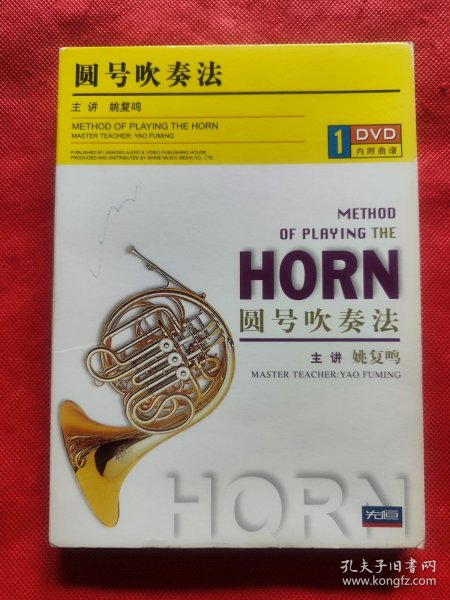 圆号吹奏法
主 讲 姚复鸣
METHOD OF PLAYING THE HORN
MASTER TEACHER: YAO FUMING
PUBLISHED BY JIANGSU AUDIO & VIDEO PUBLISHING HOUSE
PRODUCED AND DISTRIBUTED BY SHINE MUSIC MEDIA CO., LTD.
1 DVD
内附曲谱
METHOD
OF PLAYING THE
HORN
圆号吹奏法
主 讲 姚复鸣
MASTER TEACHER:YAO FUMING
HORN
先恒
孔夫子旧书网
www.kongfz.com